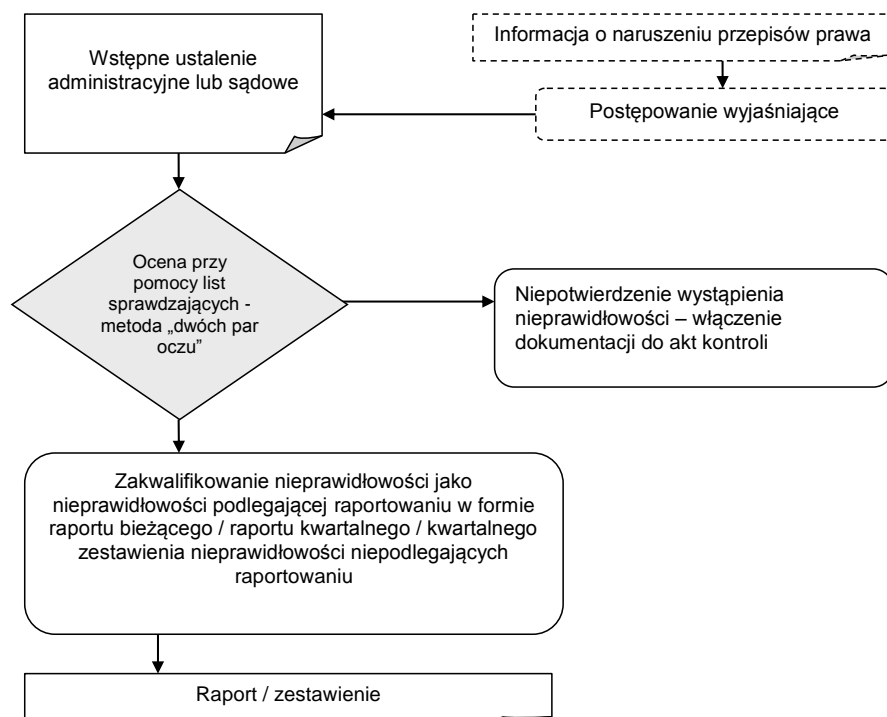 Wstępne ustalenie
administracyjne lub sądowe
Informacja o naruszeniu przepisów prawa
Postępowanie wyjaśniające
Ocena przy
pomocy list
sprawdzających -
metoda „dwóch par
oczu”
Niepotwierdzenie wystąpienia
nieprawidłowości – włączenie
dokumentacji do akt kontroli
Zakwalifikowanie nieprawidłowości jako
nieprawidłowości podlegającej raportowaniu w formie
raportu bieżącego / raportu kwartalnego / kwartalnego
zestawienia nieprawidłowości niepodlegających
raportowaniu
Raport / zestawienie